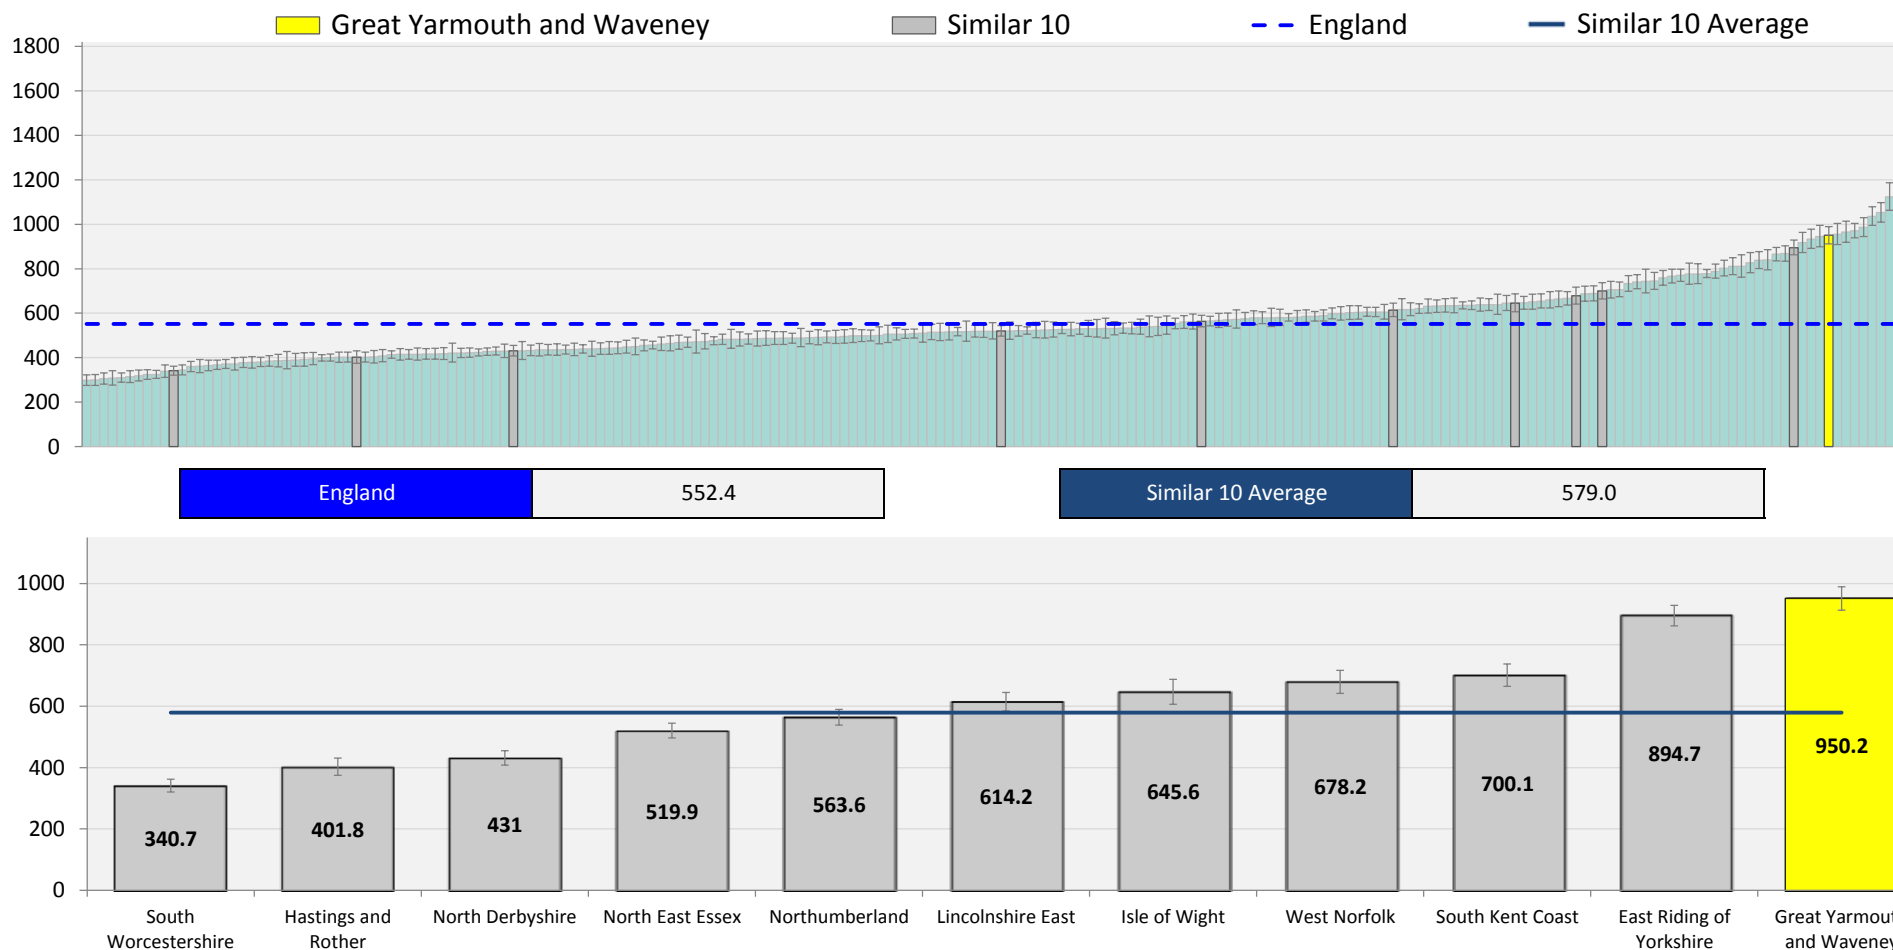 Great Yarmouth and Waveney
Similar 10
England
Similar 10 Average
1800
1600
1400
1200
1000
800
600
400
200
0
England 552.4
Similar 10 Average 579.0
1000
800
600
400
200
0
340.7
401.8
431
519.9
563.6
614.2
645.6
678.2
700.1
894.7
950.2
South
Worcestershire
Hastings and
Rother
North Derbyshire
North East Essex
Northumberland
Lincolnshire East
Isle of Wight
West Norfolk
South Kent Coast
East Riding of
Yorkshire
Great Yarmout
and Waveney